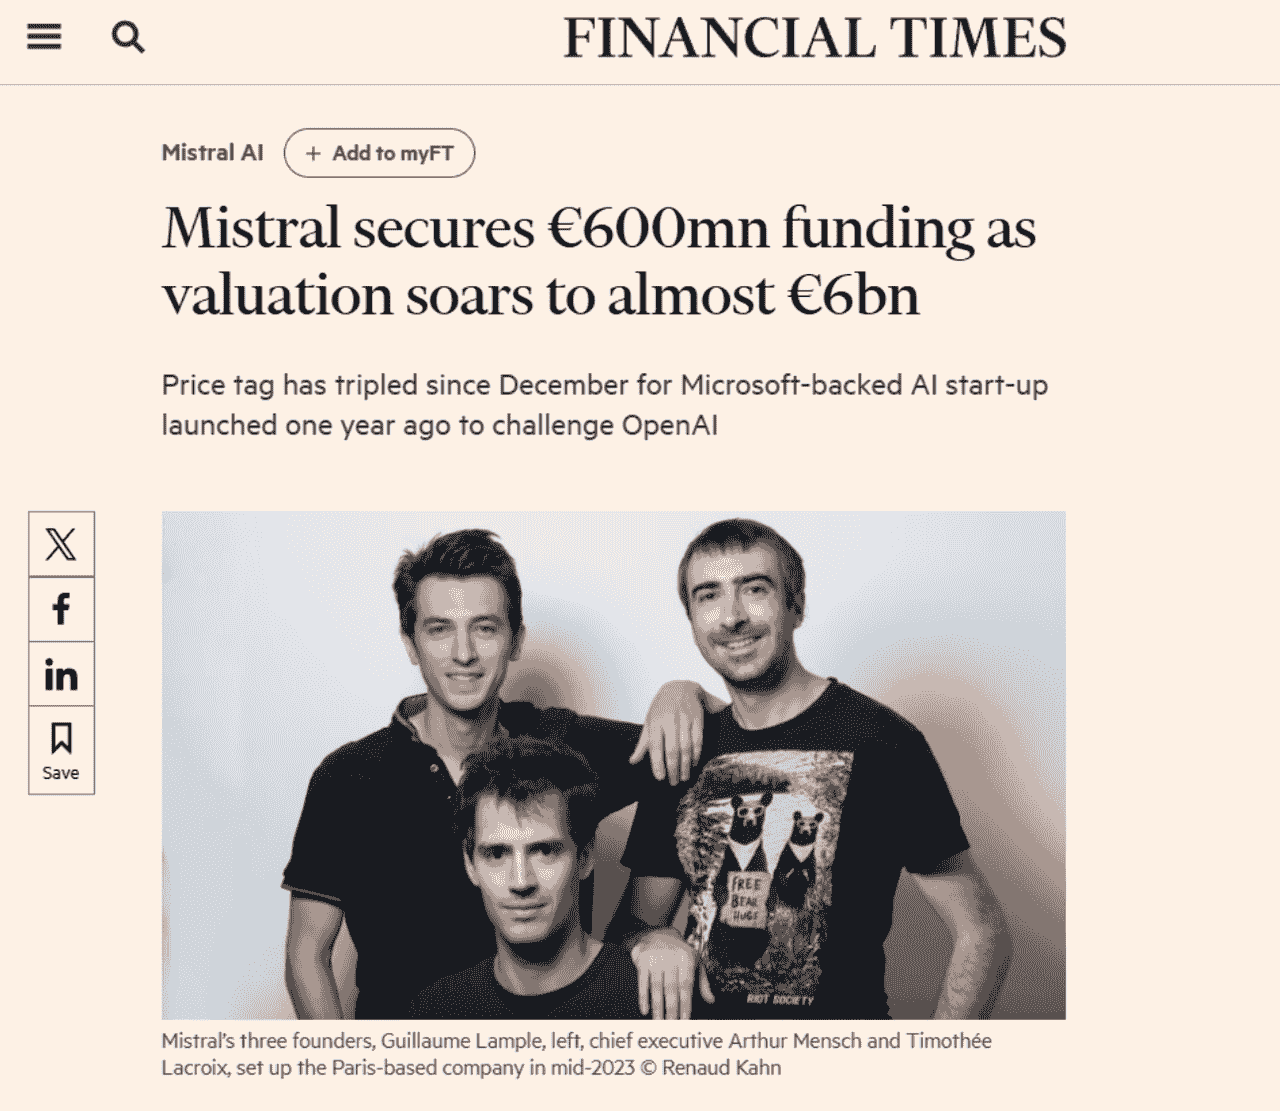 FINANCIAL TIMES
Mistral AI
+ Add to myFT
Mistral secures €600mn funding as
valuation soars to almost €6bn
Price tag has tripled since December for Microsoft-backed AI start-up
launched one year ago to challenge OpenAI
X
f
in
Save
FREE
BEAR
HUGS
RIOT SOCIETY
Mistral's three founders, Guillaume Lample, left, chief executive Arthur Mensch and Timothée
Lacroix, set up the Paris-based company in mid-2023 © Renaud Kahn